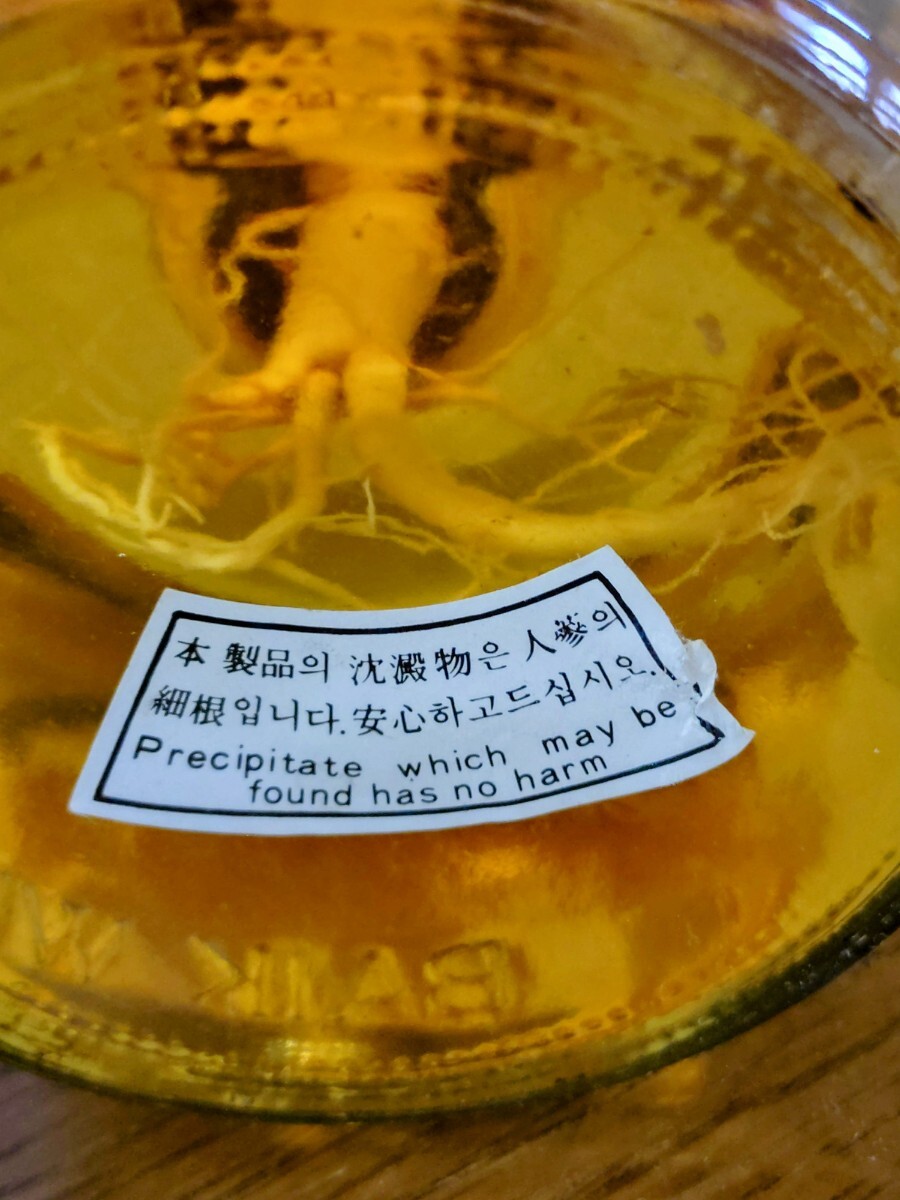 本製品의 沈澱物은 人蔘의
細根입니다. 安心하고드십시오.
Precipitate which may be
found has no harm